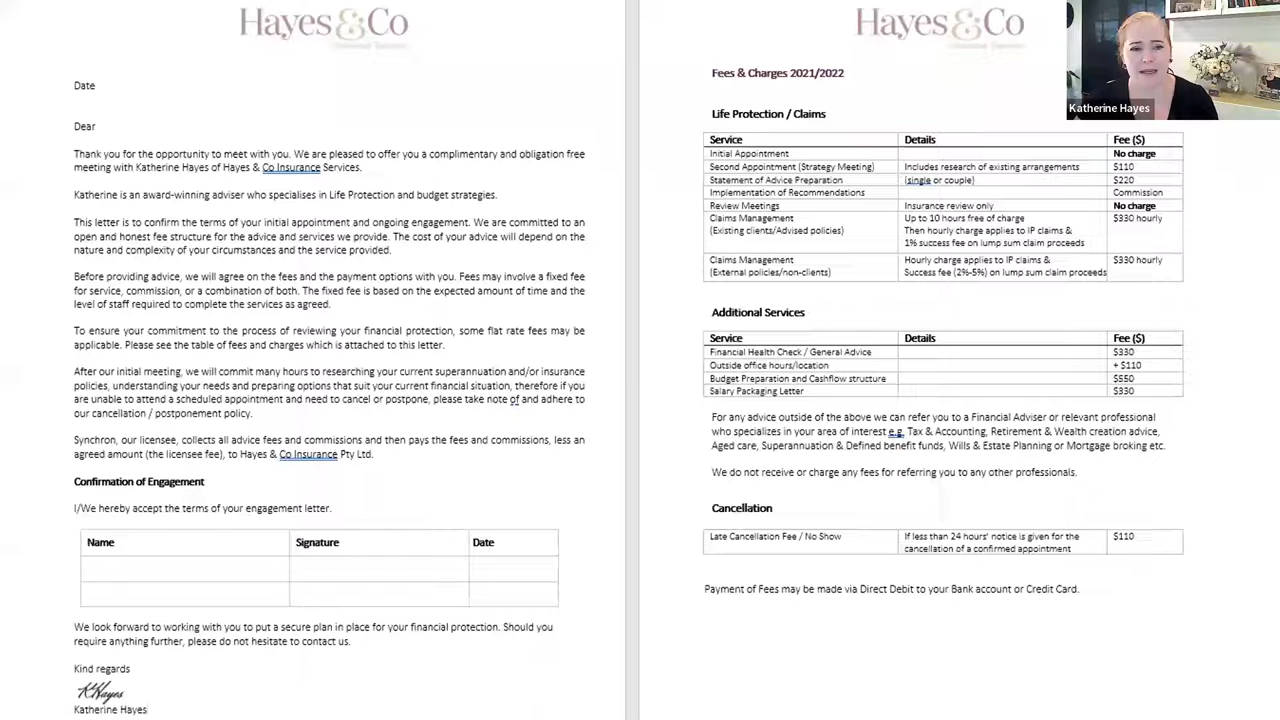 Hayes&Co
Date
Dear
Thank you for the opportunity to meet with you. We are pleased to offer you a complimentary and obligation free
meeting with Katherine Hayes of Hayes & Co Insurance Services.
Katherine is an award-winning adviser who specialises in Life Protection and budget strategies.
This letter is to confirm the terms of your initial appointment and ongoing engagement. We are committed to an
open and honest fee structure for the advice and services we provide. The cost of your advice will depend on the
nature and complexity of your circumstances and the service provided.
Before providing advice, we will agree on the fees and the payment options with you. Fees may involve a fixed fee
for service, commission, or a combination of both. The fixed fee is based on the expected amount of time and the
level of staff required to complete the services as agreed.
To ensure your commitment to the process of reviewing your financial protection, some flat rate fees may be
applicable. Please see the table of fees and charges which is attached to this letter.
After our initial meeting, we will commit many hours to researching your current superannuation and/or insurance
policies, understanding your needs and preparing options that suit your current financial situation, therefore if you
are unable to attend a scheduled appointment and need to cancel or postpone, please take note of and adhere to
our cancellation / postponement policy.
Synchron, our licensee, collects all advice fees and commissions and then pays the fees and commissions, less an
agreed amount (the licensee fee), to Hayes & Co Insurance Pty Ltd.
Confirmation of Engagement
I/We hereby accept the terms of your engagement letter.
Name Signature Date
We look forward to working with you to put a secure plan in place for your financial protection. Should you
require anything further, please do not hesitate to contact us.
Kind regards
KHayes
Katherine Hayes
Hayes&Co
Fees & Charges 2021/2022
Life Protection / Claims
Service Details Fee ($)
Initial Appointment No charge
Second Appointment (Strategy Meeting) Includes research of existing arrangements $110
Statement of Advice Preparation (single or couple) $220
Implementation of Recommendations Commission
Review Meetings Insurance review only No charge
Claims Management Up to 10 hours free of charge $330 hourly
(Existing clients/Advised policies) Then hourly charge applies to IP claims &
1% success fee on lump sum claim proceeds
Claims Management Hourly charge applies to IP claims & $330 hourly
(External policies/non-clients) Success fee (2%-5%) on lump sum claim proceeds
Additional Services
Service Details Fee ($)
Financial Health Check / General Advice $330
Outside office hours/location + $110
Budget Preparation and Cashflow structure $550
Salary Packaging Letter $330
For any advice outside of the above we can refer you to a Financial Adviser or relevant professional
who specializes in your area of interest e.g. Tax & Accounting, Retirement & Wealth creation advice,
Aged care, Superannuation & Defined benefit funds, Wills & Estate Planning or Mortgage broking etc.
We do not receive or charge any fees for referring you to any other professionals.
Cancellation
Late Cancellation Fee / No Show If less than 24 hours' notice is given for the $110
cancellation of a confirmed appointment
Payment of Fees may be made via Direct Debit to your Bank account or Credit Card.
Katherine Hayes